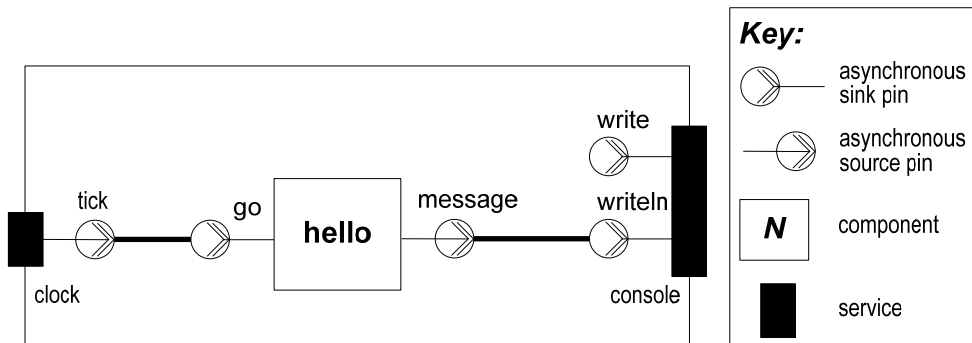 write
tick
go
hello
message
writeln
clock
console
Key:
asynchronous
sink pin
asynchronous
source pin
N
component
service